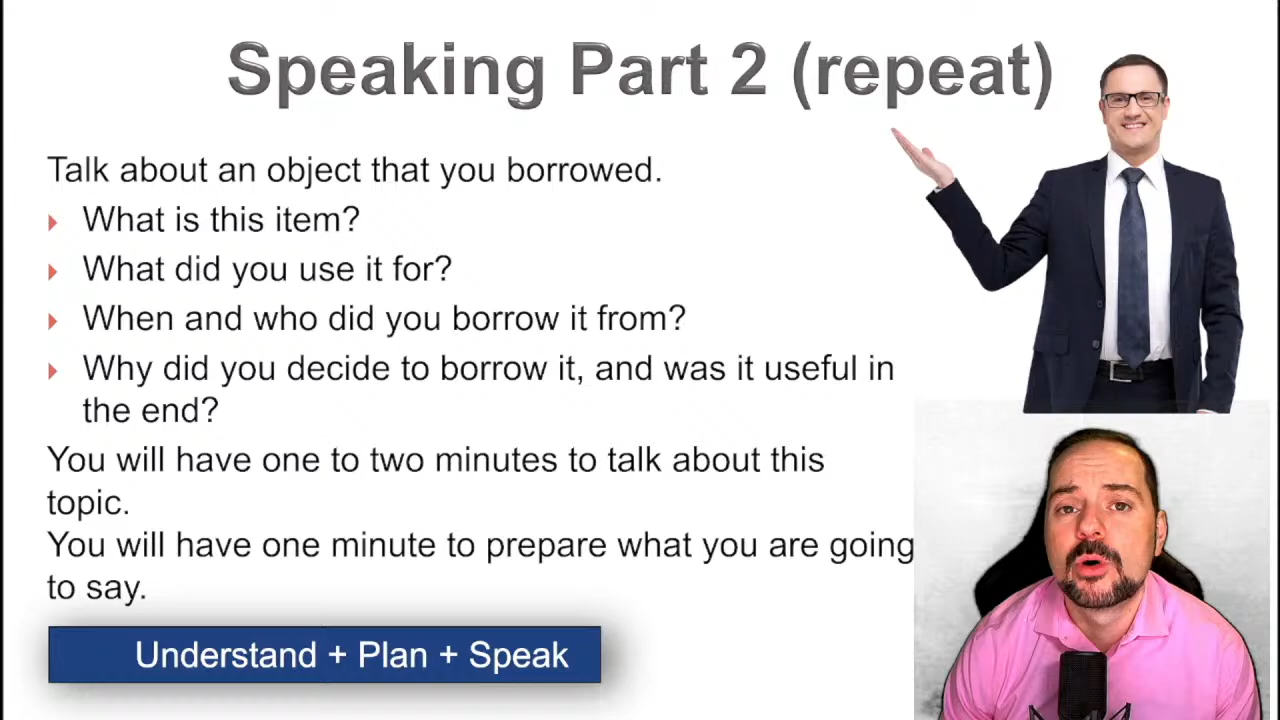 Speaking Part 2 (repeat)
Talk about an object that you borrowed.
What is this item?
What did you use it for?
When and who did you borrow it from?
Why did you decide to borrow it, and was it useful in
the end?
You will have one to two minutes to talk about this
topic.
You will have one minute to prepare what you are going
to say.
Understand + Plan + Speak